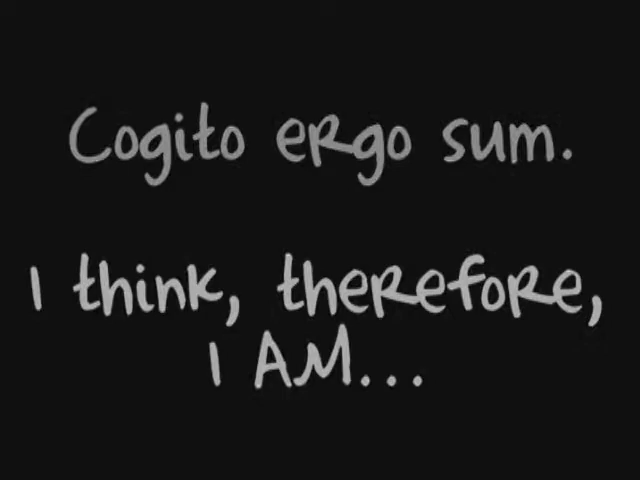 Cogito ergo sum.
I think, therefore,
I AM...